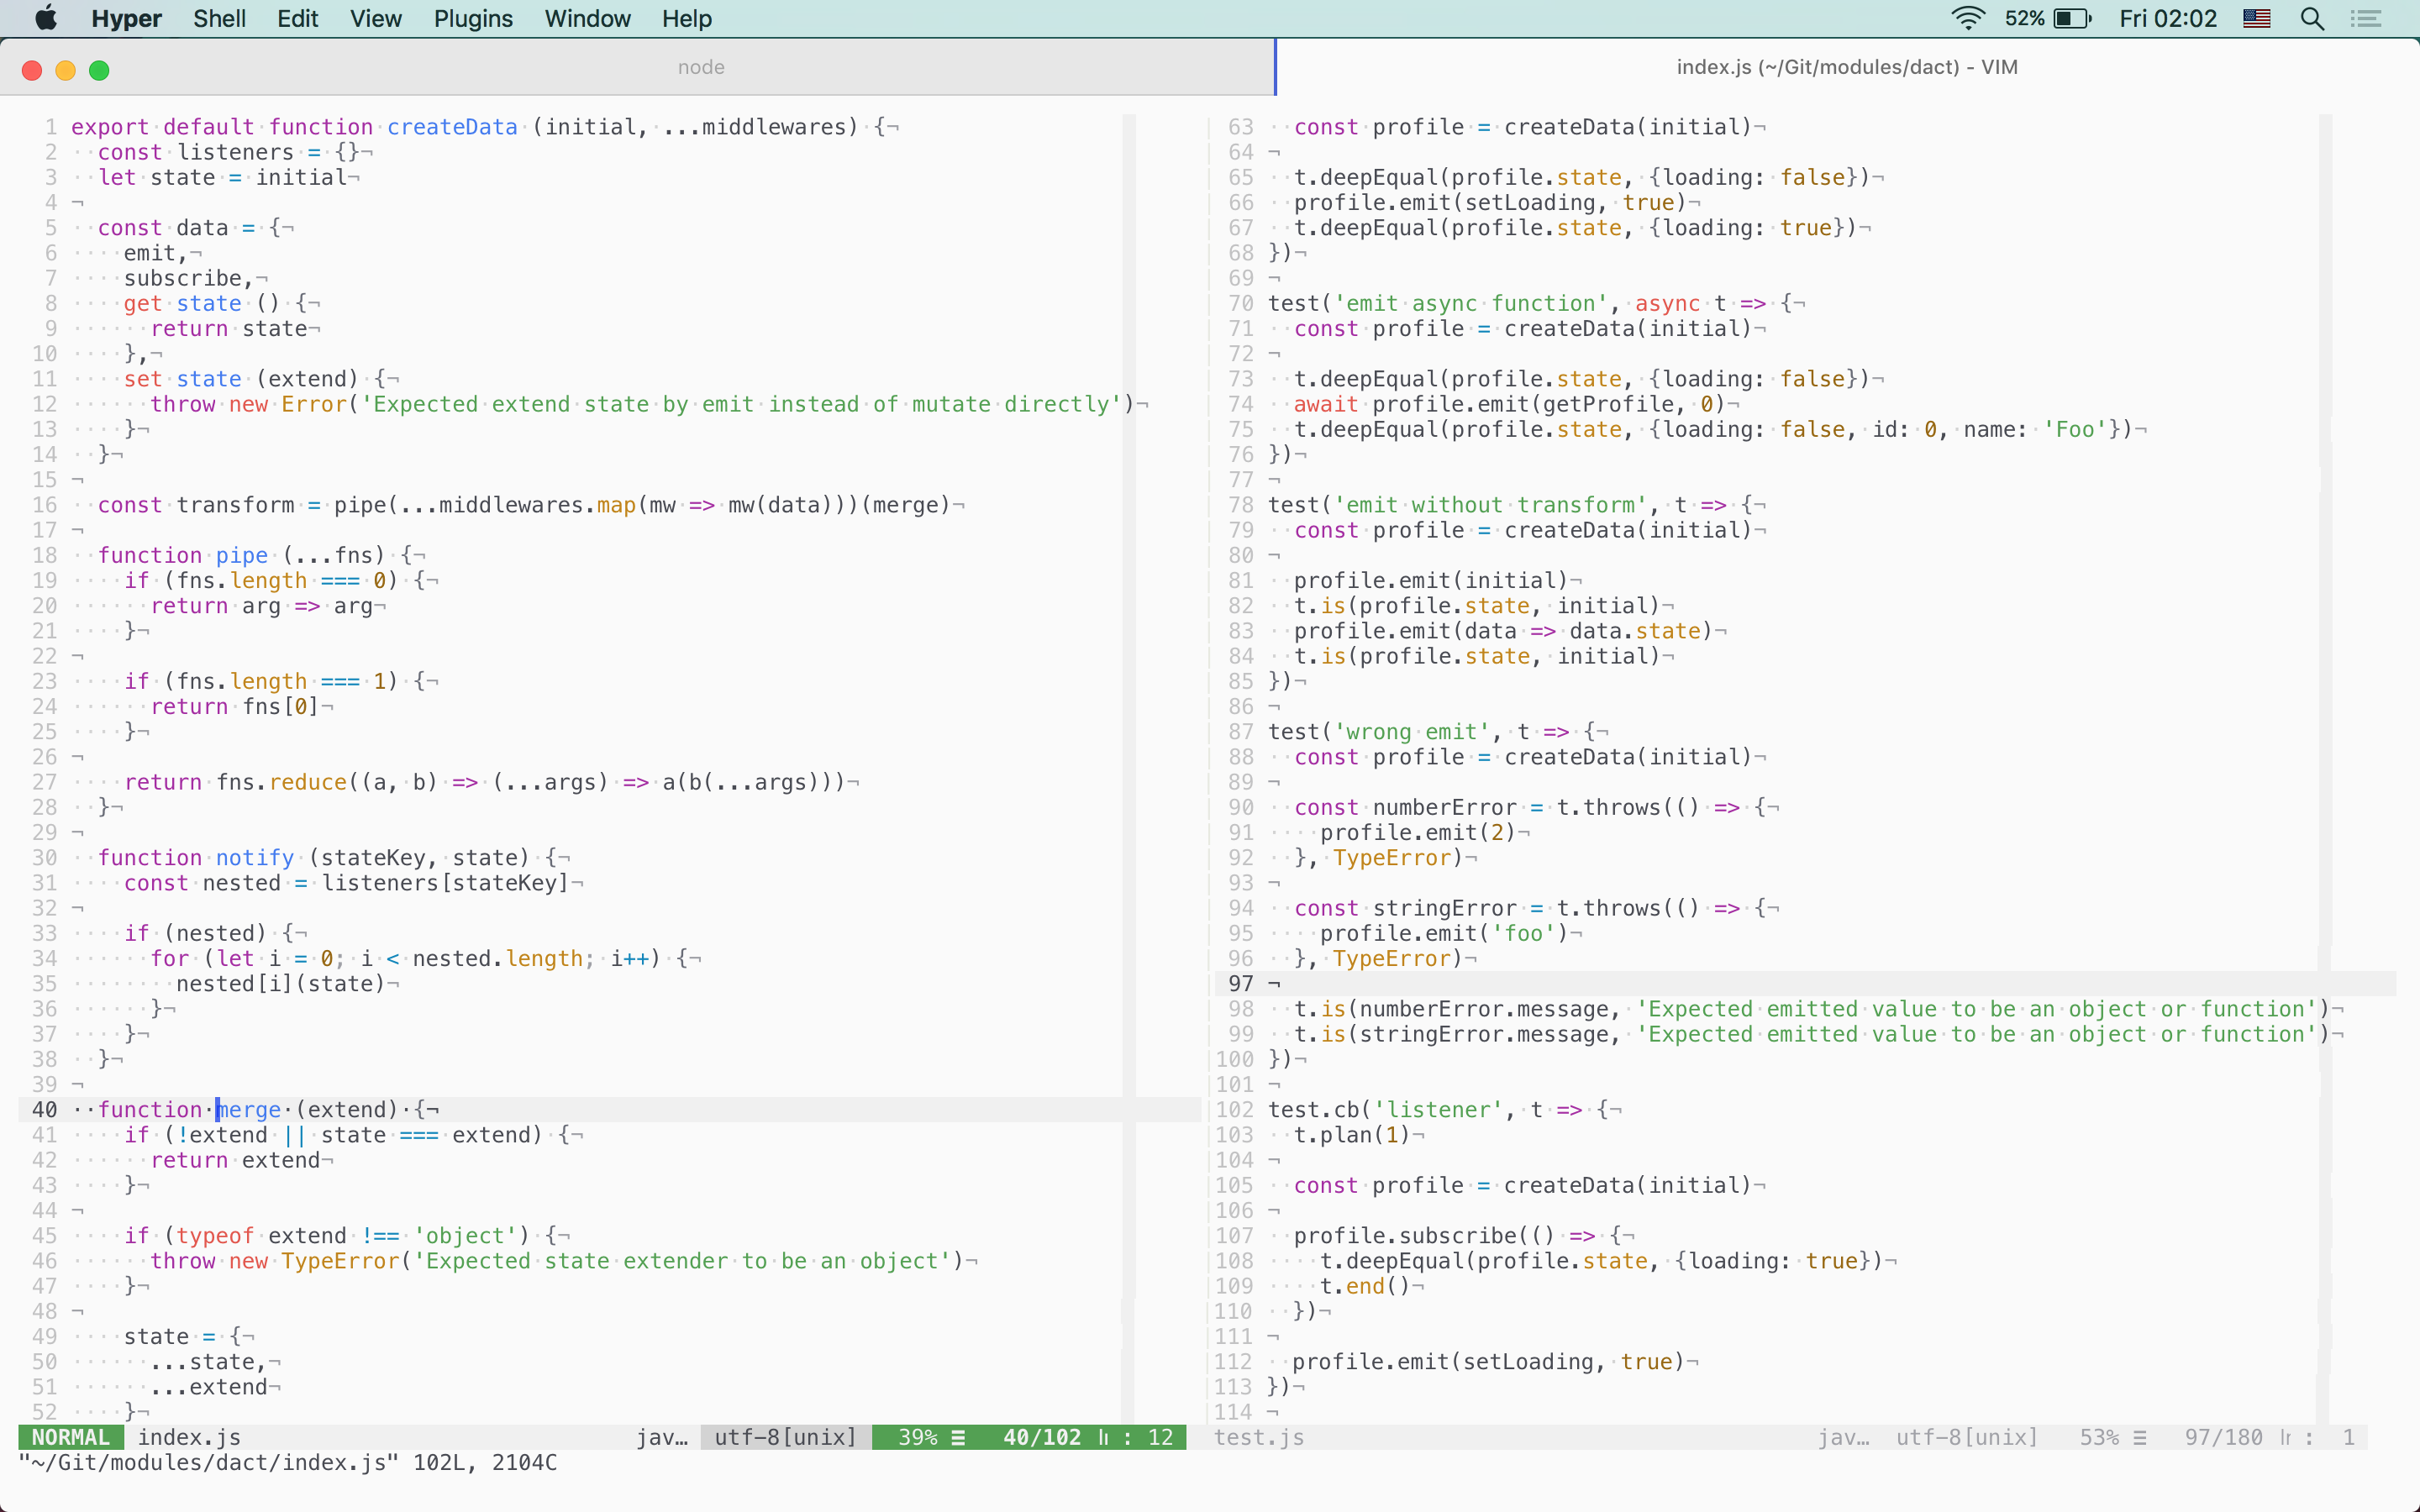 Hyper Shell Edit View Plugins Window Help 52% Fri 02:02
node
index.js (~/Git/modules/dact) - VIM
1 export·default·function·createData·(initial,·...middlewares)·{¬
2 ··const·listeners·=·{}¬
3 ··let·state·=·initial¬
4 ¬
5 ··const·data·=·{¬
6 ····emit,¬
7 ····subscribe,¬
8 ····get·state·()·{¬
9 ······return·state¬
10 ····},¬
11 ····set·state·(extend)·{¬
12 ······throw·new·Error('Expected·extend·state·by·emit·instead·of·mutate·directly')¬
13 ····}¬
14 ··}¬
15 ¬
16 ··const·transform·=·pipe(...middlewares.map(mw·=>·mw(data)))(merge)¬
17 ¬
18 ··function·pipe·(...fns)·{¬
19 ····if·(fns.length·===·0)·{¬
20 ······return·arg·=>·arg¬
21 ····}¬
22 ¬
23 ····if·(fns.length·===·1)·{¬
24 ······return·fns[0]¬
25 ····}¬
26 ¬
27 ····return·fns.reduce((a,·b)·=>·(...args)·=>·a(b(...args)))¬
28 ··}¬
29 ¬
30 ··function·notify·(stateKey,·state)·{¬
31 ····const·nested·=·listeners[stateKey]¬
32 ¬
33 ····if·(nested)·{¬
34 ······for·(let·i·=·0;·i·<·nested.length;·i++)·{¬
35 ········nested[i](state)¬
36 ······}¬
37 ····}¬
38 ··}¬
39 ¬
40 ··function·merge·(extend)·{¬
41 ····if·(!extend·||·state·===·extend)·{¬
42 ······return·extend¬
43 ····}¬
44 ¬
45 ····if·(typeof·extend·!==·'object')·{¬
46 ······throw·new·TypeError('Expected·state·extender·to·be·an·object')¬
47 ····}¬
48 ¬
49 ····state·=·{¬
50 ······...state,¬
51 ······...extend¬
52 ····}¬
NORMAL index.js jav… utf-8[unix] 39% ☰ 40/102 ㏑ : 12
"~/Git/modules/dact/index.js" 102L, 2104C
63 ··const·profile·=·createData(initial)¬
64 ¬
65 ··t.deepEqual(profile.state,·{loading:·false})¬
66 ··profile.emit(setLoading,·true)¬
67 ··t.deepEqual(profile.state,·{loading:·true})¬
68 })¬
69 ¬
70 test('emit·async·function',·async·t·=>·{¬
71 ··const·profile·=·createData(initial)¬
72 ¬
73 ··t.deepEqual(profile.state,·{loading:·false})¬
74 ··await·profile.emit(getProfile,·0)¬
75 ··t.deepEqual(profile.state,·{loading:·false,·id:·0,·name:·'Foo'})¬
76 })¬
77 ¬
78 test('emit·without·transform',·t·=>·{¬
79 ··const·profile·=·createData(initial)¬
80 ¬
81 ··profile.emit(initial)¬
82 ··t.is(profile.state,·initial)¬
83 ··profile.emit(data·=>·data.state)¬
84 ··t.is(profile.state,·initial)¬
85 })¬
86 ¬
87 test('wrong·emit',·t·=>·{¬
88 ··const·profile·=·createData(initial)¬
89 ¬
90 ··const·numberError·=·t.throws(()·=>·{¬
91 ····profile.emit(2)¬
92 ··},·TypeError)¬
93 ¬
94 ··const·stringError·=·t.throws(()·=>·{¬
95 ····profile.emit('foo')¬
96 ··},·TypeError)¬
97 ¬
98 ··t.is(numberError.message,·'Expected·emitted·value·to·be·an·object·or·function')¬
99 ··t.is(stringError.message,·'Expected·emitted·value·to·be·an·object·or·function')¬
100 })¬
101 ¬
102 test.cb('listener',·t·=>·{¬
103 ··t.plan(1)¬
104 ¬
105 ··const·profile·=·createData(initial)¬
106 ¬
107 ··profile.subscribe(()·=>·{¬
108 ····t.deepEqual(profile.state,·{loading:·true})¬
109 ····t.end()¬
110 ··})¬
111 ¬
112 ··profile.emit(setLoading,·true)¬
113 })¬
114 ¬
test.js jav… utf-8[unix] 53% ☰ 97/180 ㏑ : 1